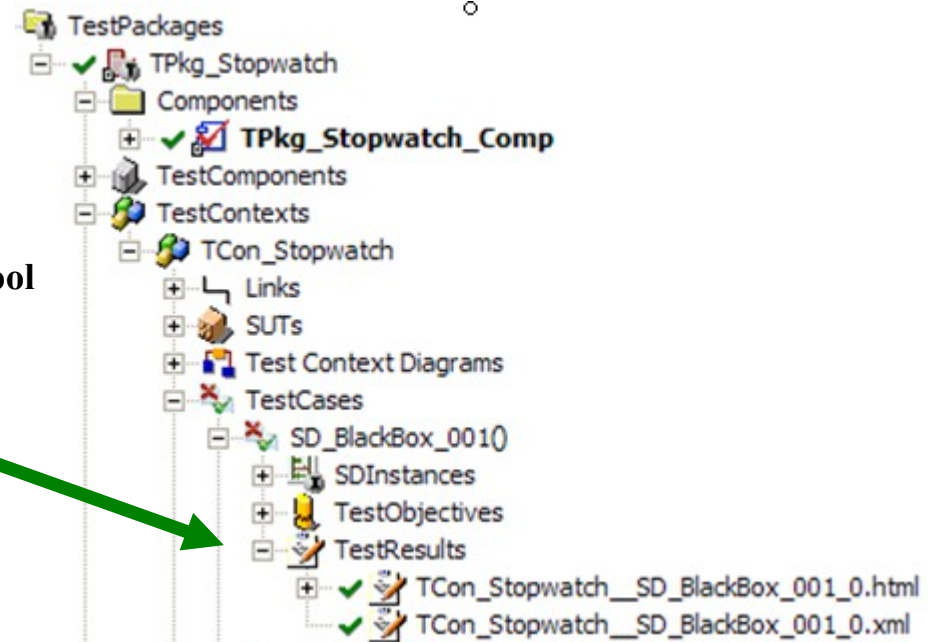 TestPackages
TPkg_Stopwatch
Components
TPkg_Stopwatch_Comp
TestComponents
TestContexts
TCon_Stopwatch
Links
SUTs
Test Context Diagrams
TestCases
SD_BlackBox_001()
SDInstances
TestObjectives
TestResults
TCon_Stopwatch__SD_BlackBox_001_0.html
TCon_Stopwatch__SD_BlackBox_001_0.xml